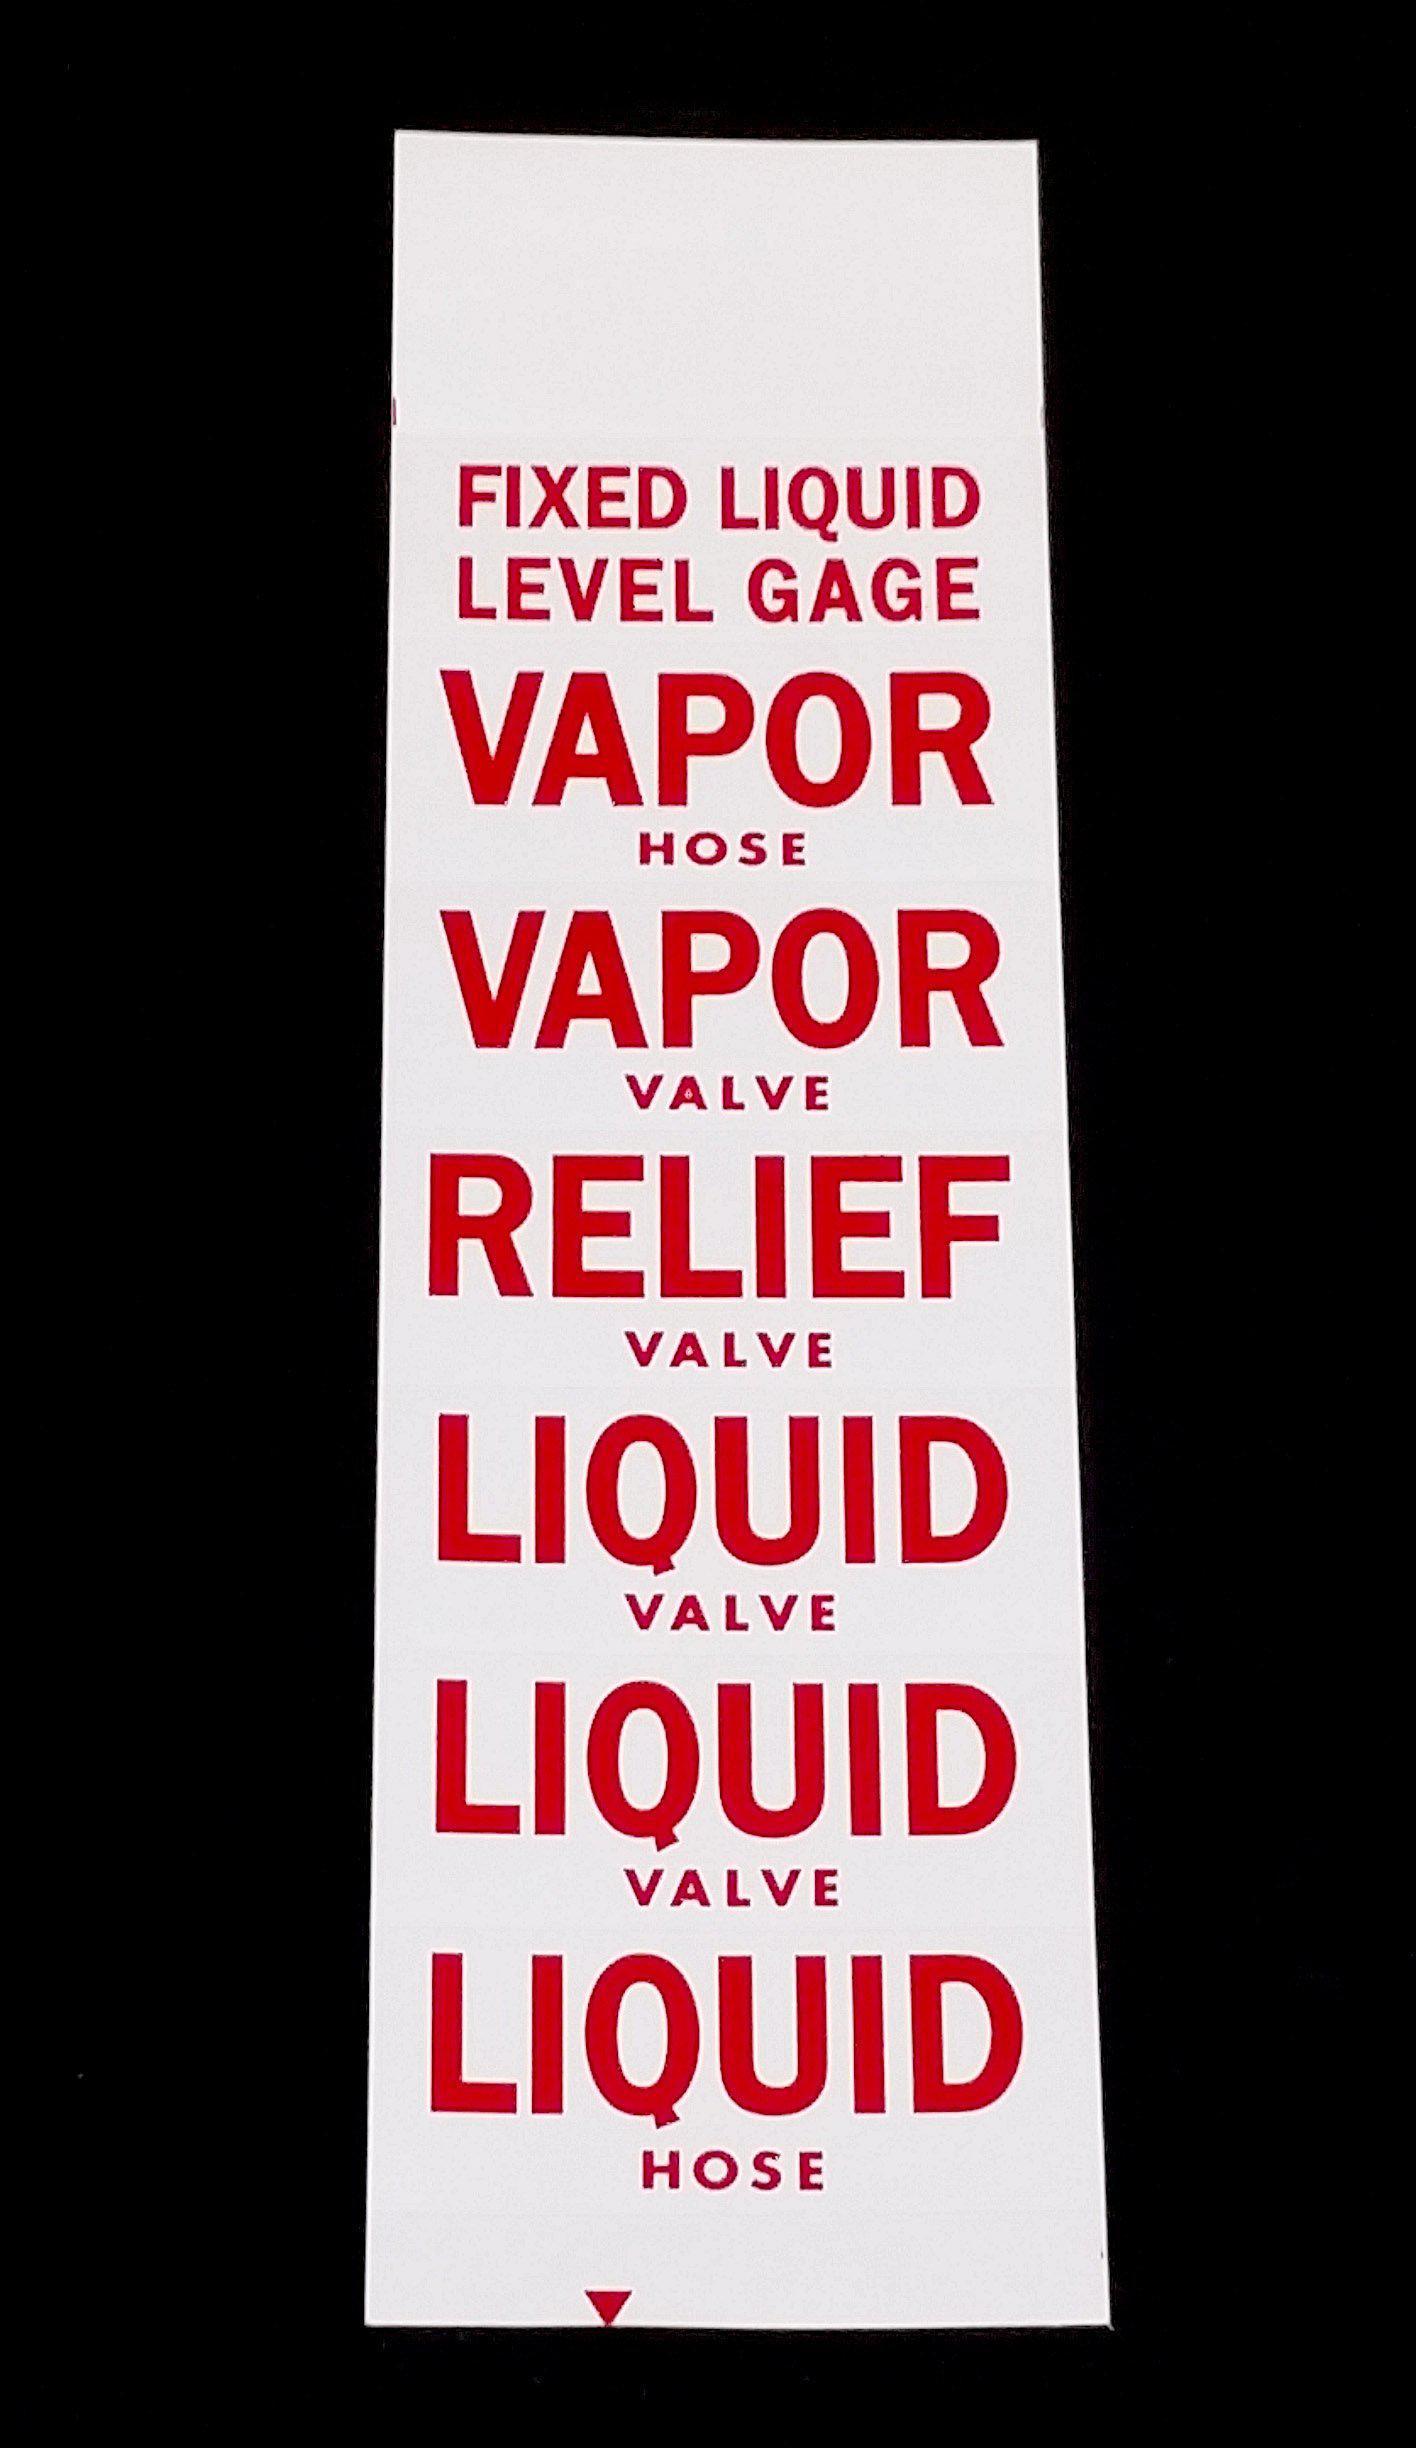 FIXED LIQUID
LEVEL GAGE
VAPOR
HOSE
VAPOR
VALVE
RELIEF
VALVE
LIQUID
VALVE
LIQUID
VALVE
LIQUID
HOSE